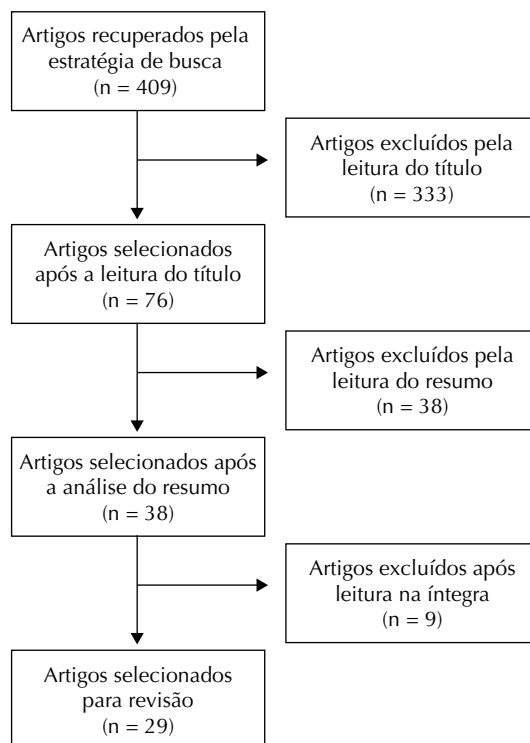 Artigos recuperados pela
estratégia de busca
(n = 409)
Artigos excluídos pela
leitura do título
(n = 333)
Artigos selecionados
após a leitura do título
(n = 76)
Artigos excluídos pela
leitura do resumo
(n = 38)
Artigos selecionados após
a análise do resumo
(n = 38)
Artigos excluídos após
leitura na íntegra
(n = 9)
Artigos selecionados
para revisão
(n = 29)